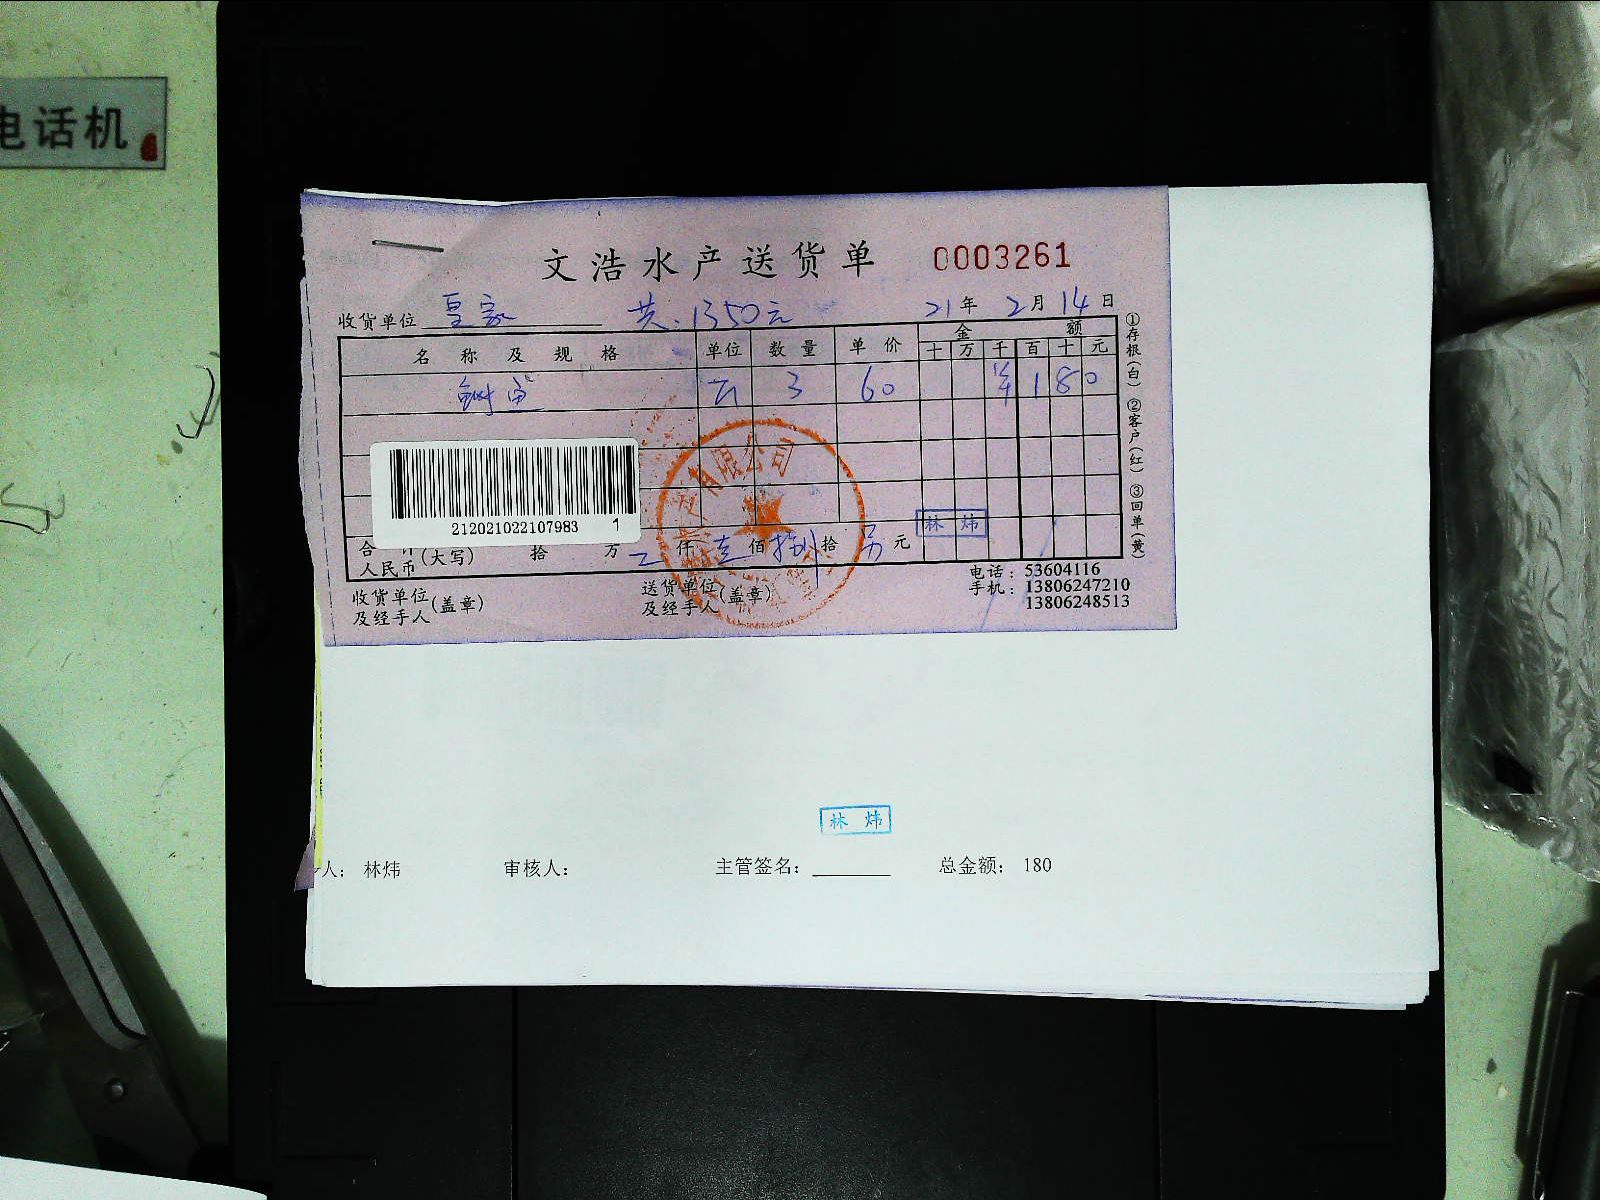 电话机
文浩水产送货单 0003261
收货单位 皇家 共:1350元 21年2月14日
名称及规格 单位 数量 单价 金额
十 万 千 百 十 元
3 60 ¥ 1 8 0
212021022107983 1
林炜
合计人民币(大写) 拾 万 仟 壹 佰 捌 拾 元
收货单位及经手人(盖章)
送货单位及经手人(盖章)
电话:53604116
手机:13806247210
13806248513
①存根(白) ②客户(红) ③回单(黄)
有限公司
林炜
人: 林炜 审核人: 主管签名: 总金额: 180